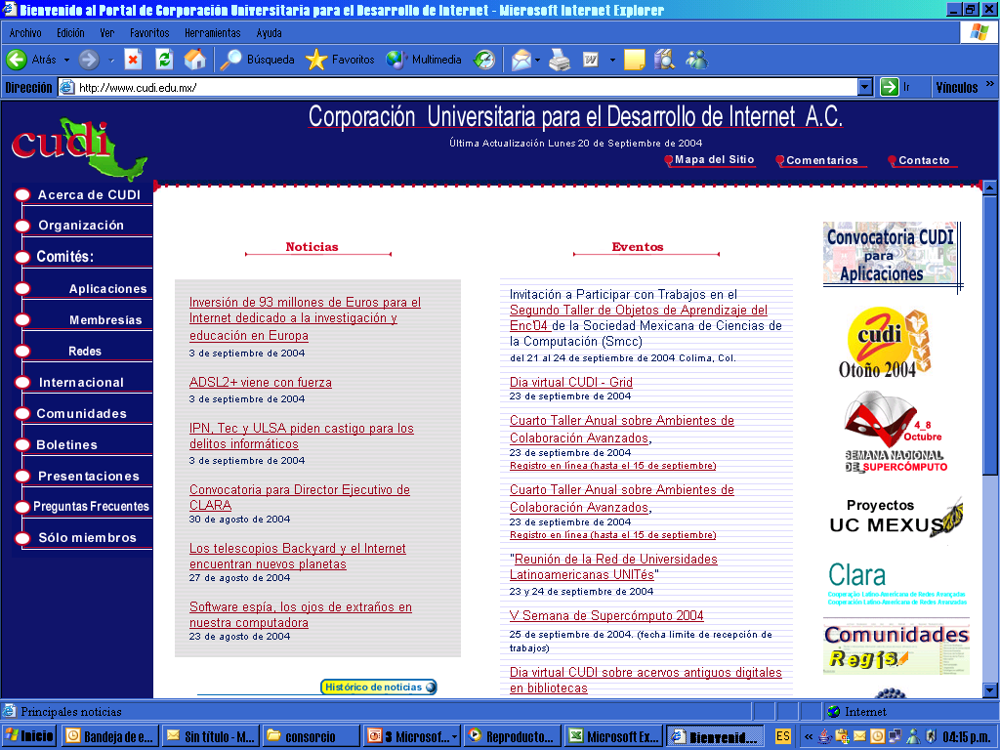 Bienvenido al Portal de Corporación Universitaria para el Desarrollo de Internet - Microsoft Internet Explorer
Archivo Edición Ver Favoritos Herramientas Ayuda
Atrás Búsqueda Favoritos Multimedia
Dirección http://www.cudi.edu.mx/ Ir Vínculos »
cudi
Corporación Universitaria para el Desarrollo de Internet A.C.
Última Actualización Lunes 20 de Septiembre de 2004
Mapa del Sitio Comentarios Contacto
Acerca de CUDI
Organización
Comités:
Aplicaciones
Membresías
Redes
Internacional
Comunidades
Boletines
Presentaciones
Preguntas Frecuentes
Sólo miembros
Noticias
Inversión de 93 millones de Euros para el
Internet dedicado a la investigación y
educación en Europa
3 de septiembre de 2004
ADSL2+ viene con fuerza
3 de septiembre de 2004
IPN, Tec y ULSA piden castigo para los
delitos informáticos
3 de septiembre de 2004
Convocatoria para Director Ejecutivo de
CLARA
30 de agosto de 2004
Los telescopios Backyard y el Internet
encuentran nuevos planetas
27 de agosto de 2004
Software espía, los ojos de extraños en
nuestra computadora
23 de agosto de 2004
Histórico de noticias
Eventos
Invitación a Participar con Trabajos en el
Segundo Taller de Objetos de Aprendizaje del
Enc'04 de la Sociedad Mexicana de Ciencias de
la Computación (Smcc)
del 21 al 24 de septiembre de 2004 Colima, Col.
Dia virtual CUDI - Grid
23 de septiembre de 2004
Cuarto Taller Anual sobre Ambientes de
Colaboración Avanzados,
23 de septiembre de 2004
Registro en línea (hasta el 15 de septiembre)
Cuarto Taller Anual sobre Ambientes de
Colaboración Avanzados,
23 de septiembre de 2004
Registro en línea (hasta el 15 de septiembre)
"Reunión de la Red de Universidades
Latinoamericanas UNITés"
23 y 24 de septiembre de 2004
V Semana de Supercómputo 2004
25 de septiembre de 2004. (fecha limite de recepción de
trabajos)
Dia virtual CUDI sobre acervos antiguos digitales
en bibliotecas
Convocatoria CUDI
para
Aplicaciones
cudi 2
Otoño 2004
4_8
Octubre
SEMANA NACIONAL
DE SUPERCÓMPUTO
Proyectos
UC MEXUS
Clara
Cooperación Latino Americana de Redes Avanzadas
Cooperación Latino Americana de Redes Avanzadas
Comunidades
Regis
Principales noticias Internet
Inicio Bandeja de e... Sin título - M... consorcio 3 Microsof... Reproducto... Microsoft Ex... Bienvenid... ES « 04:15 p.m.